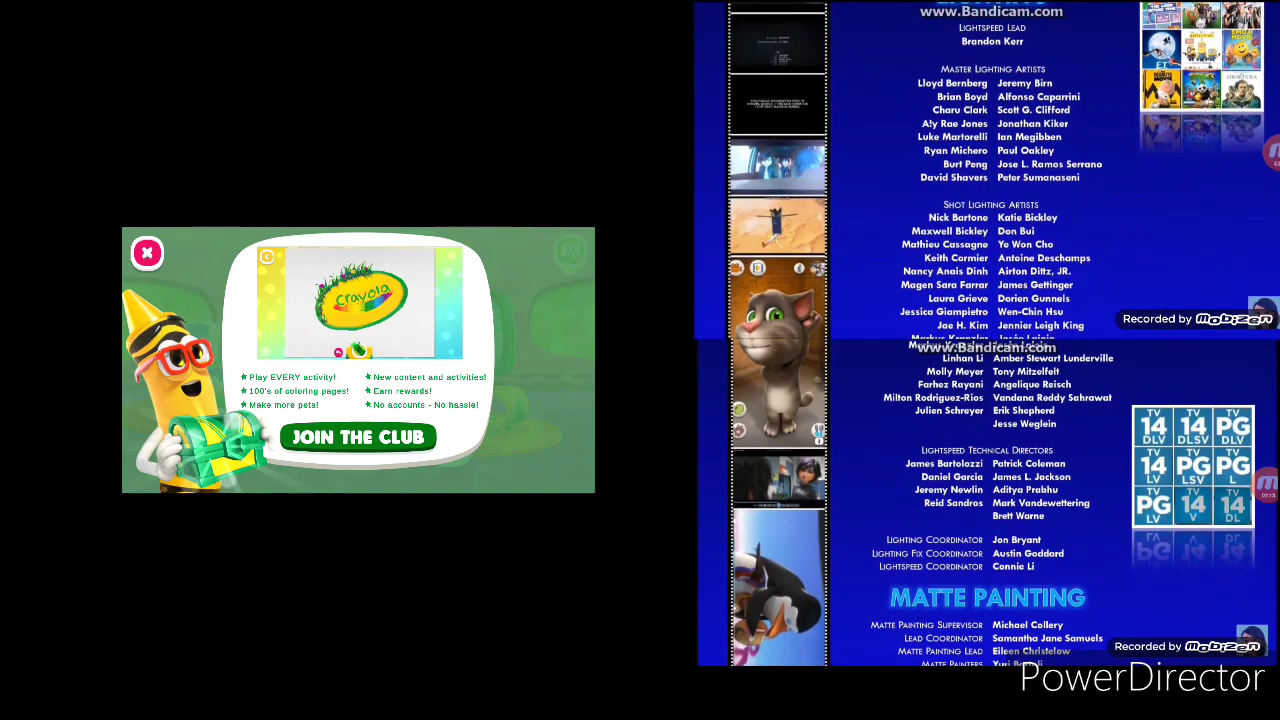 Crayola
Play EVERY activity!
100's of coloring pages!
Make more pets!
New content and activities!
Earn rewards!
No accounts - No hassle!
JOIN THE CLUB
www.Bandicam.com
LIGHTSPEED LEAD
Brandon Kerr
MASTER LIGHTING ARTISTS
Lloyd Bernberg Jeremy Birn
Brian Boyd Alfonso Caparrini
Charu Clark Scott G. Clifford
A!y Rae Jones Jonathan Kiker
Luke Martorelli Ian Megibben
Ryan Michero Paul Oakley
Burt Peng Jose L. Ramos Serrano
David Shavers Peter Sumanaseni
SHOT LIGHTING ARTISTS
Nick Bartone Katie Bickley
Maxwell Bickley Don Bui
Mathieu Cassagne Ye Won Cho
Keith Cormier Antoine Deschamps
Nancy Anais Dinh Airton Dittz, JR.
Magen Sara Farrar James Gettinger
Laura Grieve Dorien Gunnels
Jessica Giampietro Wen-Chin Hsu
Jae H. Kim Jennier Leigh King
EMOJI
MOVIE
Recorded by mobizen
www.Bandicam.com
Linhan Li Amber Stewart Lunderville
Molly Meyer Tony Mitzelfelt
Farhez Rayani Angelique Reisch
Milton Rodriguez-Rios Vandana Reddy Sahrawat
Julien Schreyer Erik Shepherd
Jesse Weglein
LIGHTSPEED TECHNICAL DIRECTORS
James Bartolozzi Patrick Coleman
Daniel Garcia James L. Jackson
Jeremy Newlin Aditya Prabhu
Reid Sandros Mark Vandewettering
Brett Warne
LIGHTING COORDINATOR Jon Bryant
LIGHTING FIX COORDINATOR Austin Goddard
LIGHTSPEED COORDINATOR Connie Li
MATTE PAINTING
MATTE PAINTING SUPERVISOR Michael Collery
LEAD COORDINATOR Samantha Jane Samuels
MATTE PAINTING LEAD Eileen Christelow
MATTE PAINTERS
TV 14 DLV
TV 14 DLSV
TV PG DLV
TV 14 LV
TV PG LSV
TV PG L
TV PG LV
TV 14 V
TV 14 DL
Recorded by mobizen
PowerDirector